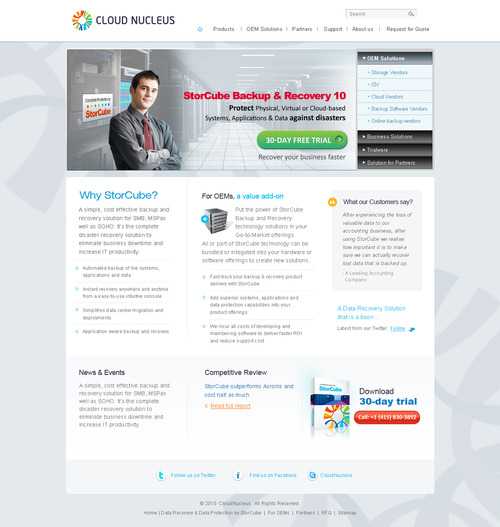 CLOUD NUCLEUS
Search
Products | OEM Solutions | Partners | Support | About us | Request for Quote
StorCube
StorCube Backup & Recovery 10
Protect Physical, Virtual or Cloud-based
Systems, Applications & Data against disasters
30-DAY FREE TRIAL
Recover your business faster
OEM Solutions
Storage Vendors
ISV
Cloud Vendors
Backup Software Vendors
Online backup vendors
Business Solutions
Trialware
Solution for Partners
Why StorCube?
A simple, cost effective backup and
recovery solution for SMB, MSPas
well as SOHO. It's the complete
disaster recovery solution to
eliminate business downtime and
increase IT productivity.
Automated backup of live systems,
applications and data
Instant recovery anywhere and anytime
from a easy-to-use intuitive console
Simplifies data center migration and
deployments
Application aware backup and recovery
For OEMs, a value add-on
Put the power of StorCube
Backup and Recovery
technology solutions in your
Go-to-Market offerings.
All or part of StorCube technology can be
bundled or integated into your hardware or
software offerings to create new solutions.
Fast track your backup & recovery product
delivery with StorCube
Add superior systems, applications and
data protection capabilities into your
product offerings
We incur all costs of developing and
maintaining software to deliver faster ROI
and reduce support cost
What our Customers say?
After experiencing the loss of
valuable data to our
accounting business, after
using StorCube we realise
how important it is to make
sure we can actually recover
lost data that is backed up.
- A Leading Accounting
Company
A Data Recovery Solution
that is a boon.
Latest from our Twitter : Follow
News & Events
A simple, cost effective backup and
recovery solution for SMB, MSPas
well as SOHO. It's the complete
disaster recovery solution to
eliminate business downtime and
increase IT productivity.
Competitive Review
StorCube outperforms Acronis and
cost half as much.
Read full report
Download
30-day trial
Call: +1 (415) 830-3892
Follow us on Twitter
Find us on Facebook
CloudNucleus
© 2010 CloudNucleus. All Rights Reserved.
Home | Data Recovery & Data Protection by StorCube | For OEMs | Partners | RFQ | Sitemap